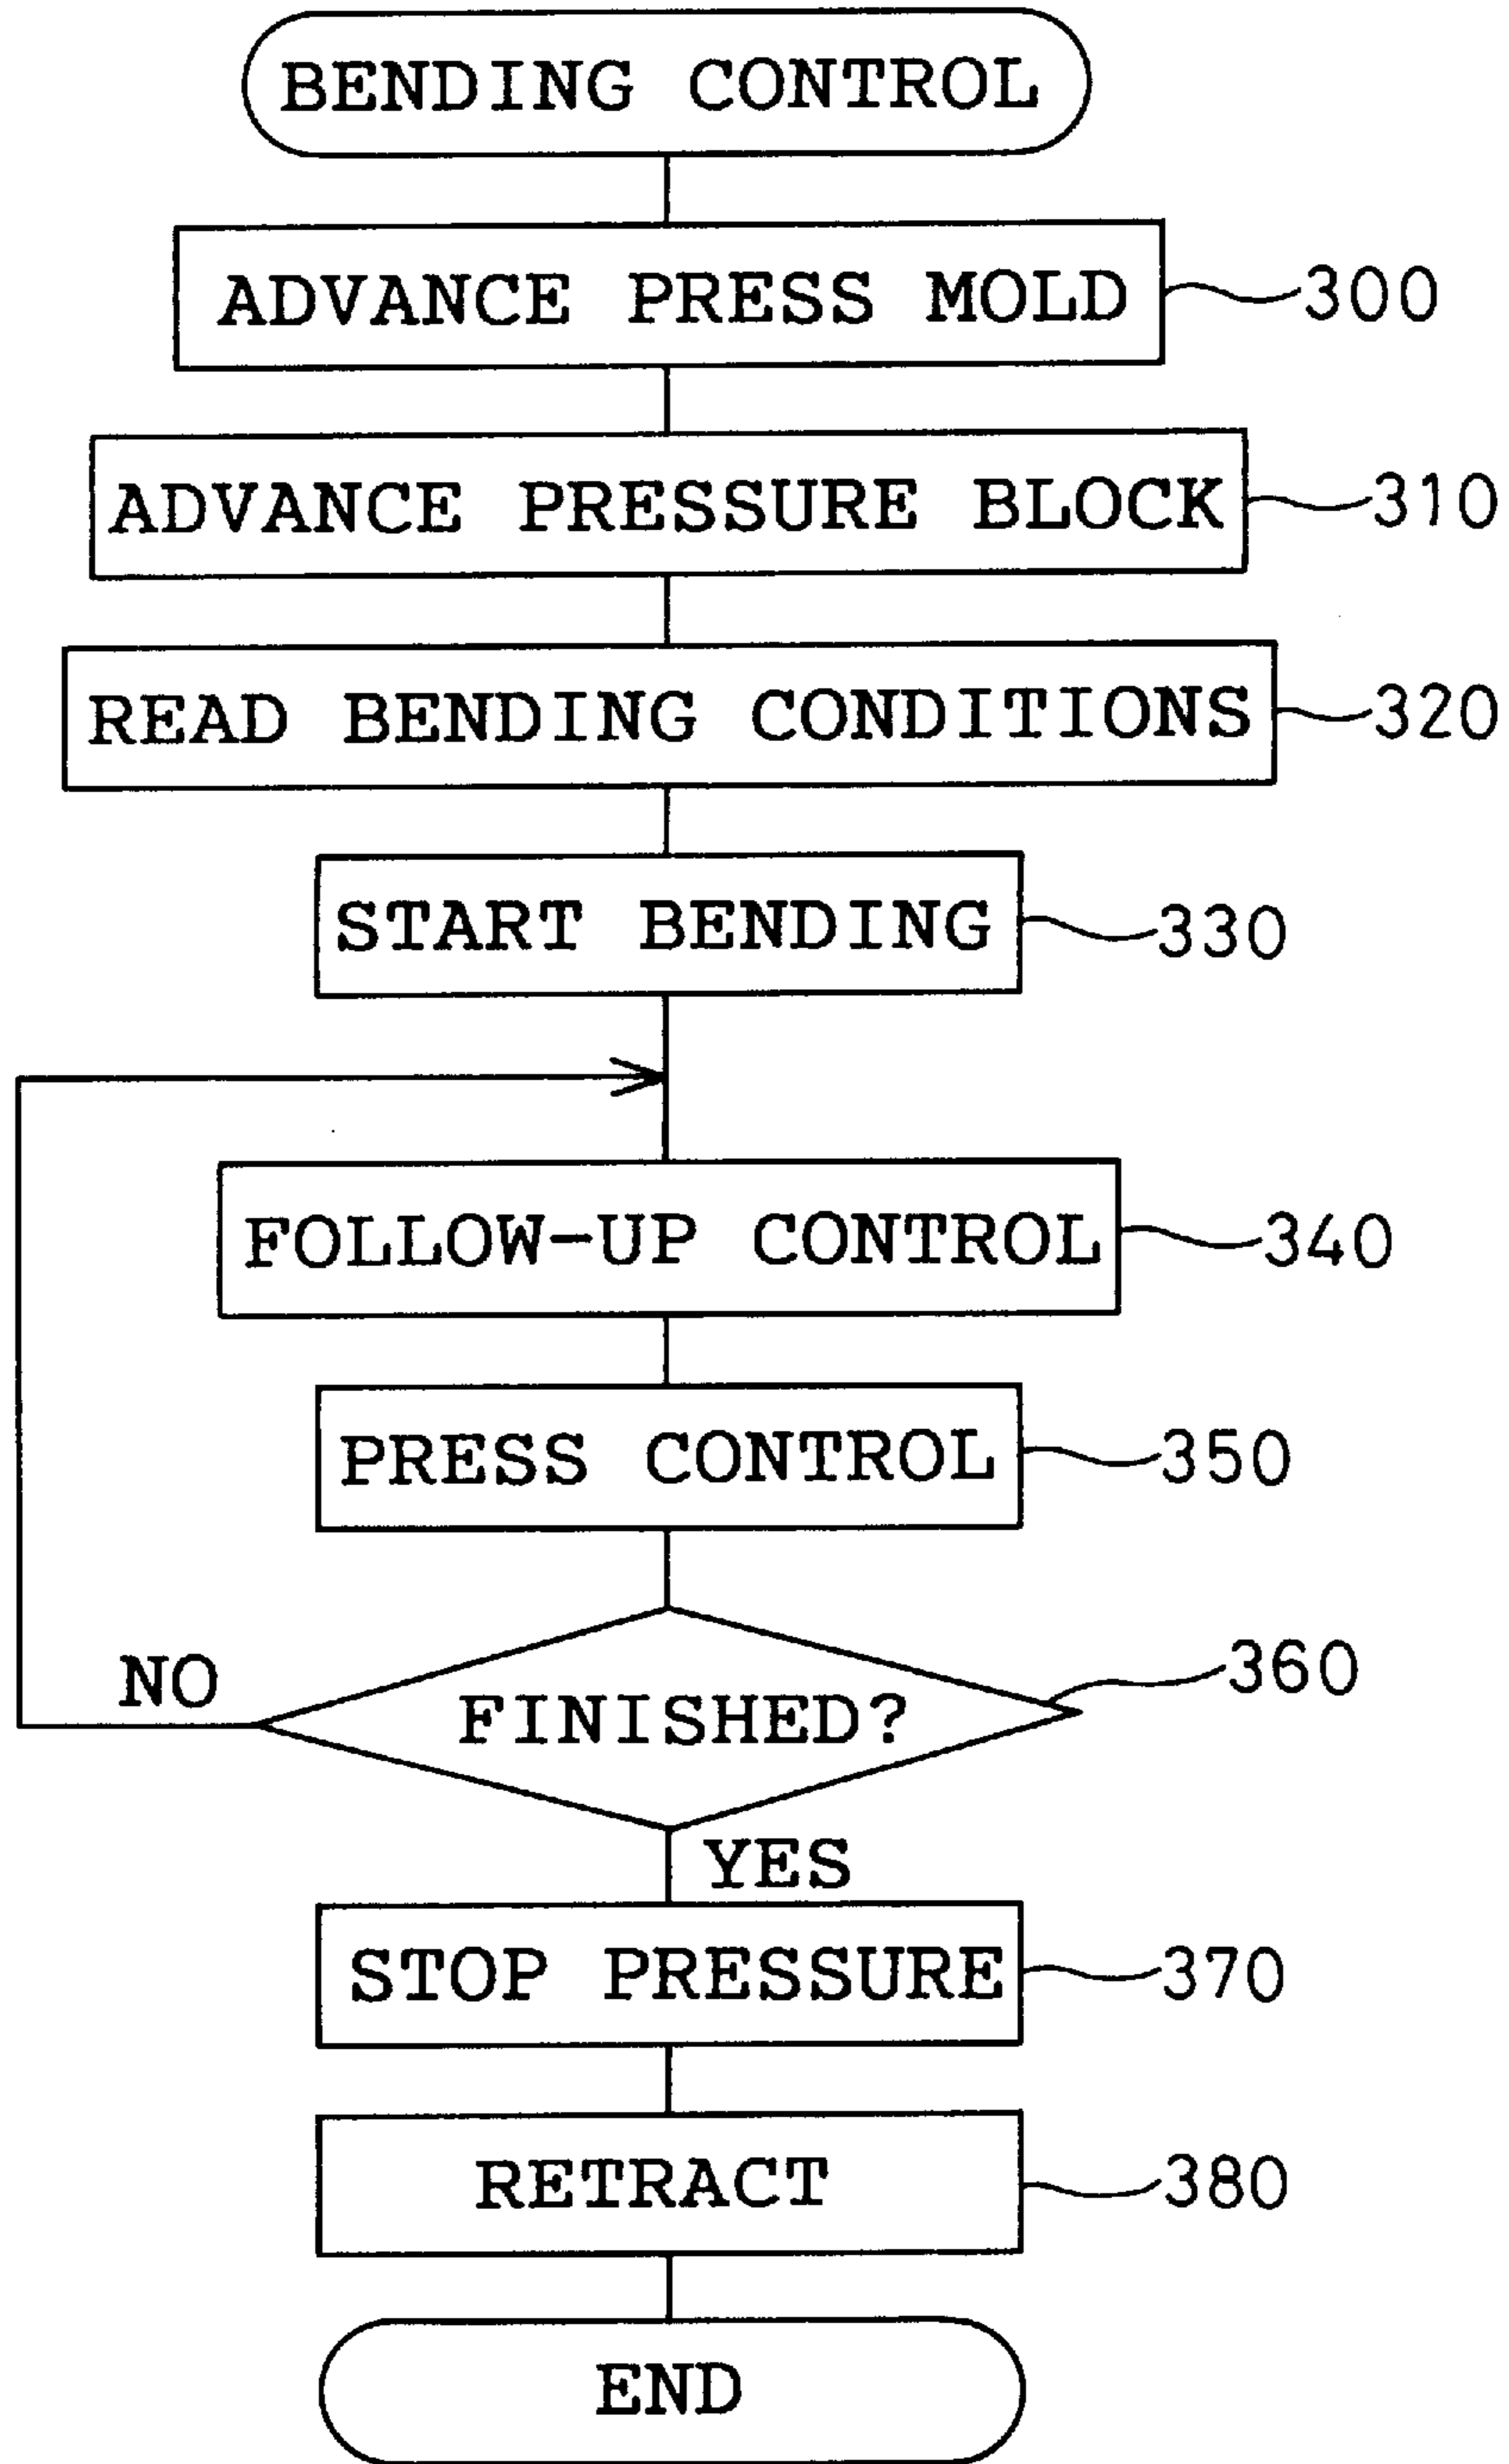 BENDING CONTROL
ADVANCE PRESS MOLD 300
ADVANCE PRESSURE BLOCK 310
READ BENDING CONDITIONS 320
START BENDING 330
FOLLOW-UP CONTROL 340
PRESS CONTROL 350
360
NO
FINISHED?
YES
STOP PRESSURE 370
RETRACT 380
END